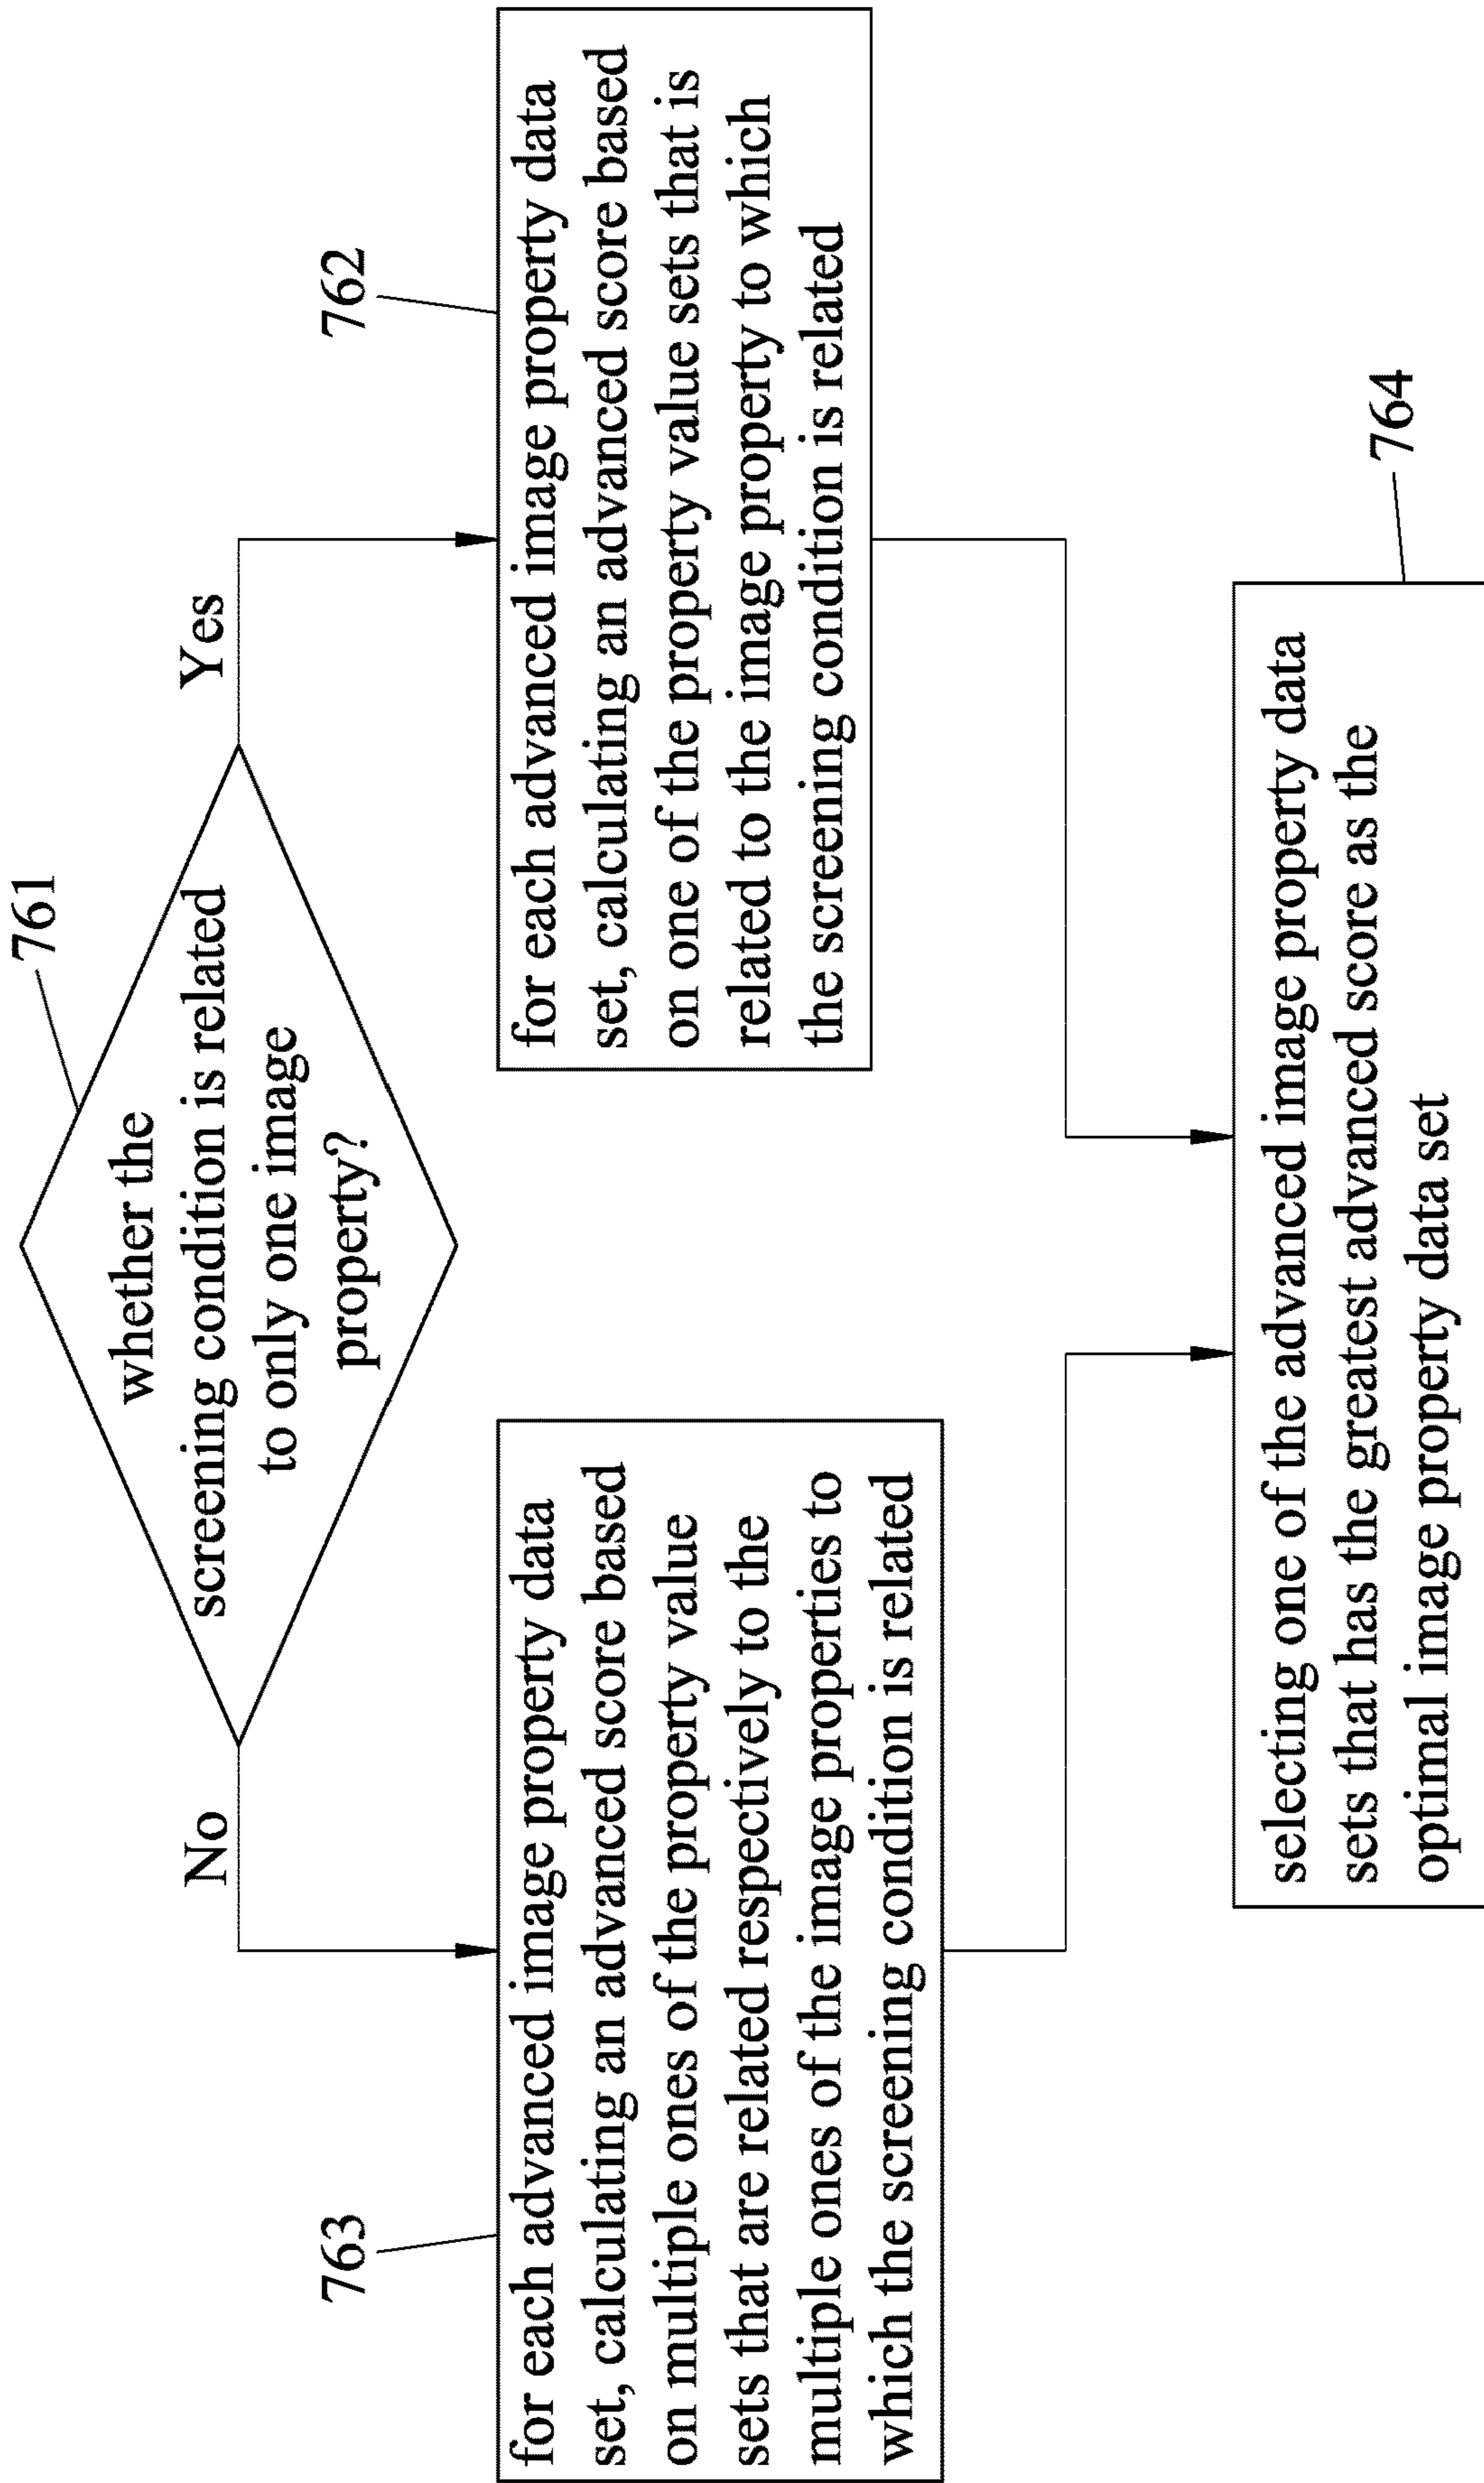 761
whether the
screening condition is related
to only one image
property?
No
Yes
763
for each advanced image property data
set, calculating an advanced score based
on multiple ones of the property value
sets that are related respectively to the
multiple ones of the image properties to
which the screening condition is related
762
for each advanced image property data
set, calculating an advanced score based
on one of the property value sets that is
related to the image property to which
the screening condition is related
764
selecting one of the advanced image property data
sets that has the greatest advanced score as the
optimal image property data set